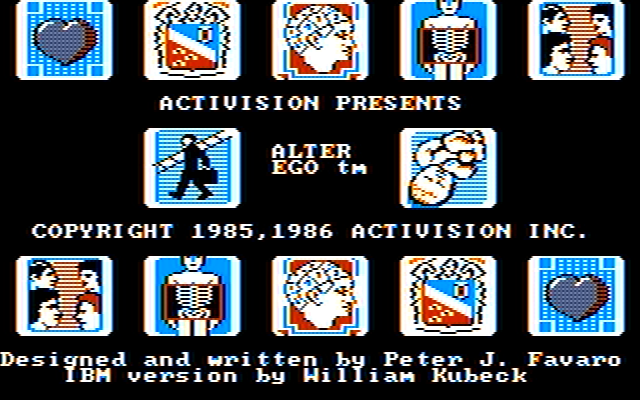 ACTIVISION PRESENTS
ALTER
EGO tm
COPYRIGHT 1985,1986 ACTIVISION INC.
Designed and written by Peter J. Favaro
IBM version by William Kubeck